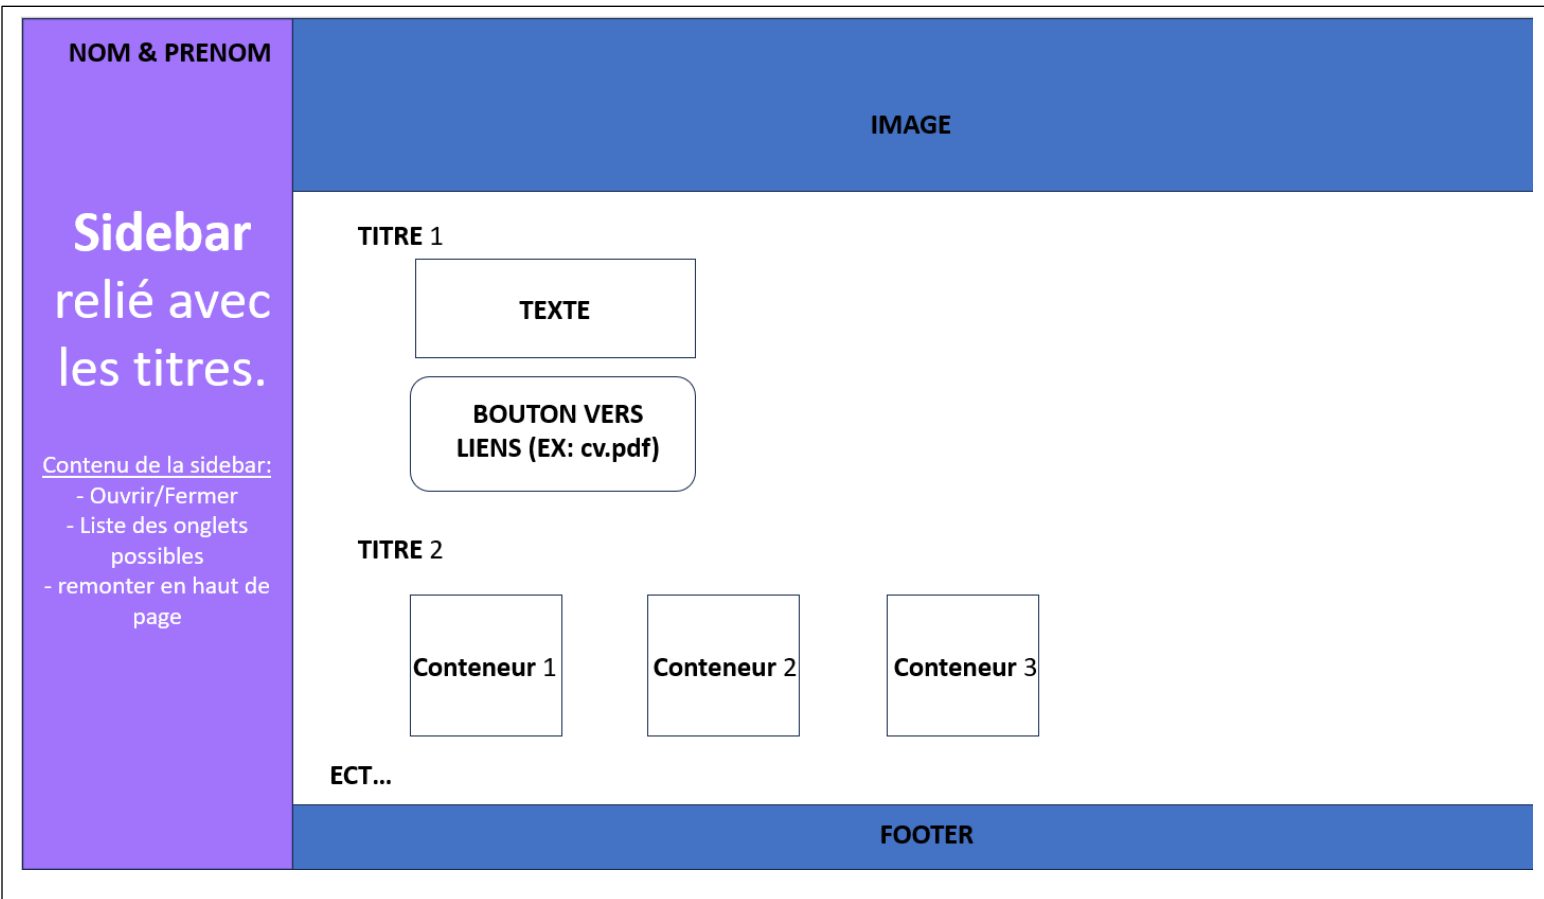 NOM & PRENOM
IMAGE
Sidebar
relié avec
les titres.
Contenu de la sidebar:
- Ouvrir/Fermer
- Liste des onglets
possibles
- remonter en haut de
page
TITRE 1
TEXTE
BOUTON VERS
LIENS (EX: cv.pdf)
TITRE 2
Conteneur 1
Conteneur 2
Conteneur 3
ECT...
FOOTER